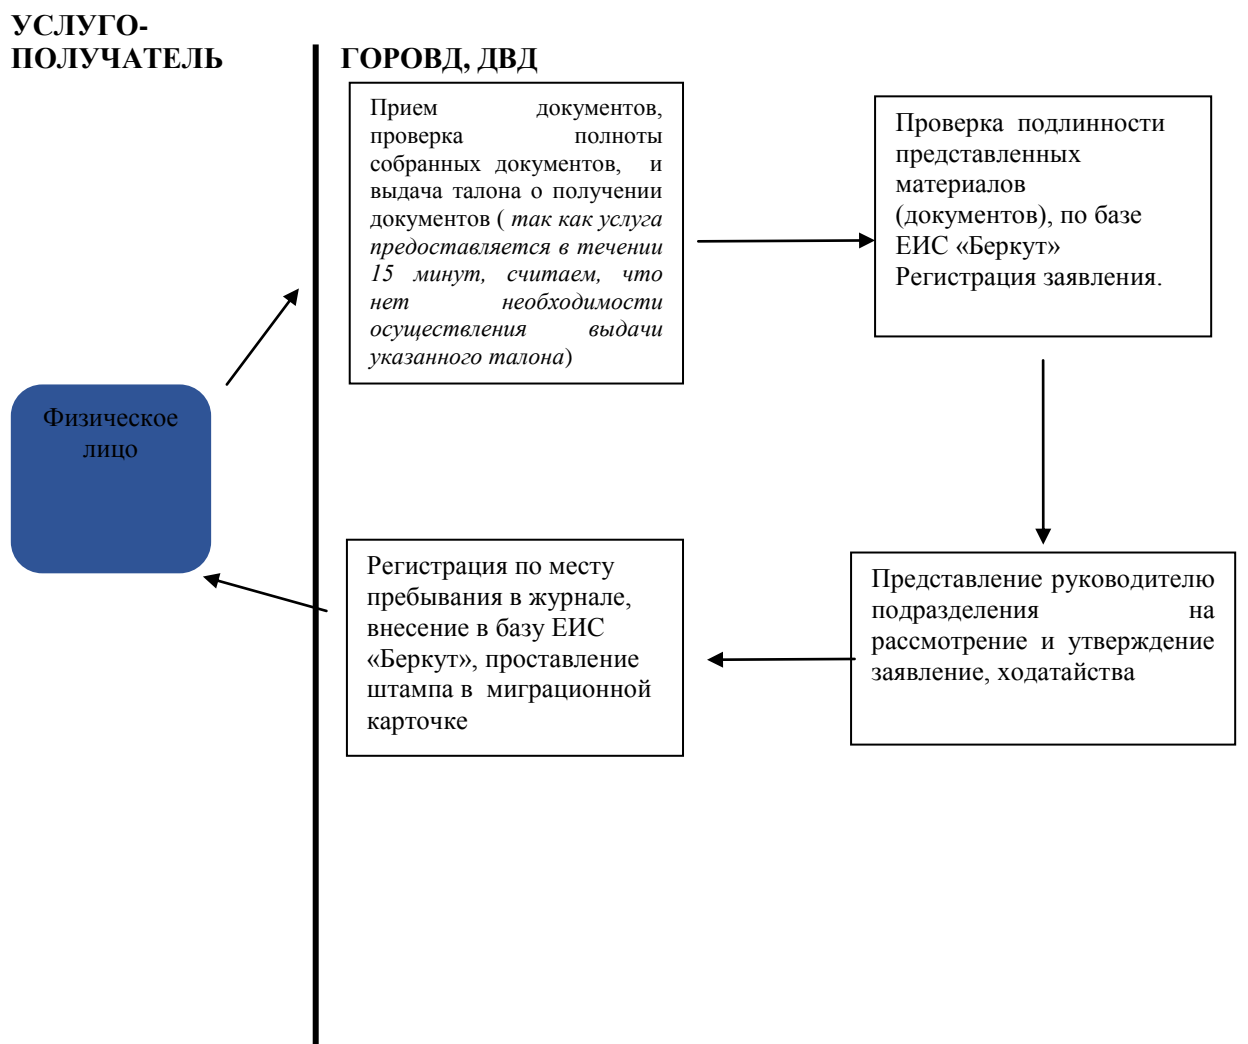 УСЛУГО-
ПОЛУЧАТЕЛЬ
ГОРОВД, ДВД
Прием документов,
проверка полноты
собранных документов, и
выдача талона о получении
документов ( так как услуга
предоставляется в течении
15 минут, считаем, что
нет необходимости
осуществления выдачи
указанного талона)
Проверка подлинности
представленных
материалов
(документов), по базе
ЕИС «Беркут»
Регистрация заявления.
Физическое
лицо
Регистрация по месту
пребывания в журнале,
внесение в базу ЕИС
«Беркут», проставление
штампа в миграционной
карточке
Представление руководителю
подразделения на
рассмотрение и утверждение
заявление, ходатайства